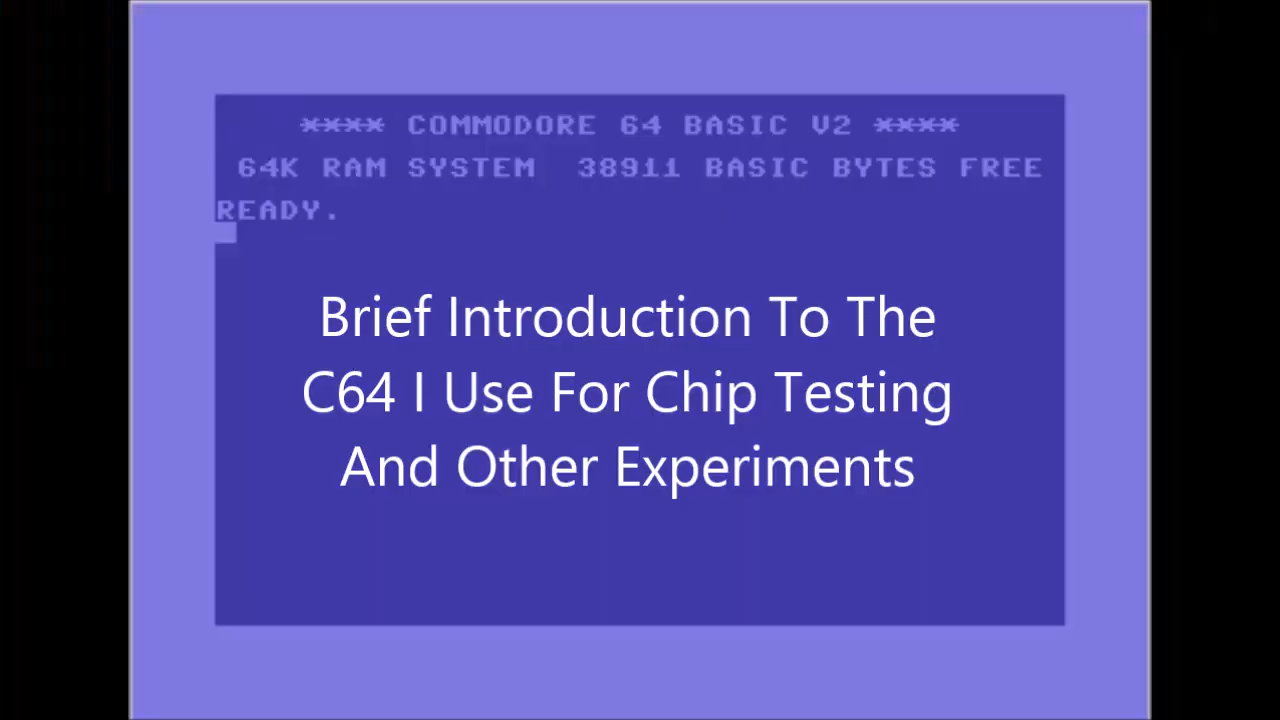 **** COMMODORE 64 BASIC V2 ****
64K RAM SYSTEM 38911 BASIC BYTES FREE
READY.
Brief Introduction To The
C64 I Use For Chip Testing
And Other Experiments